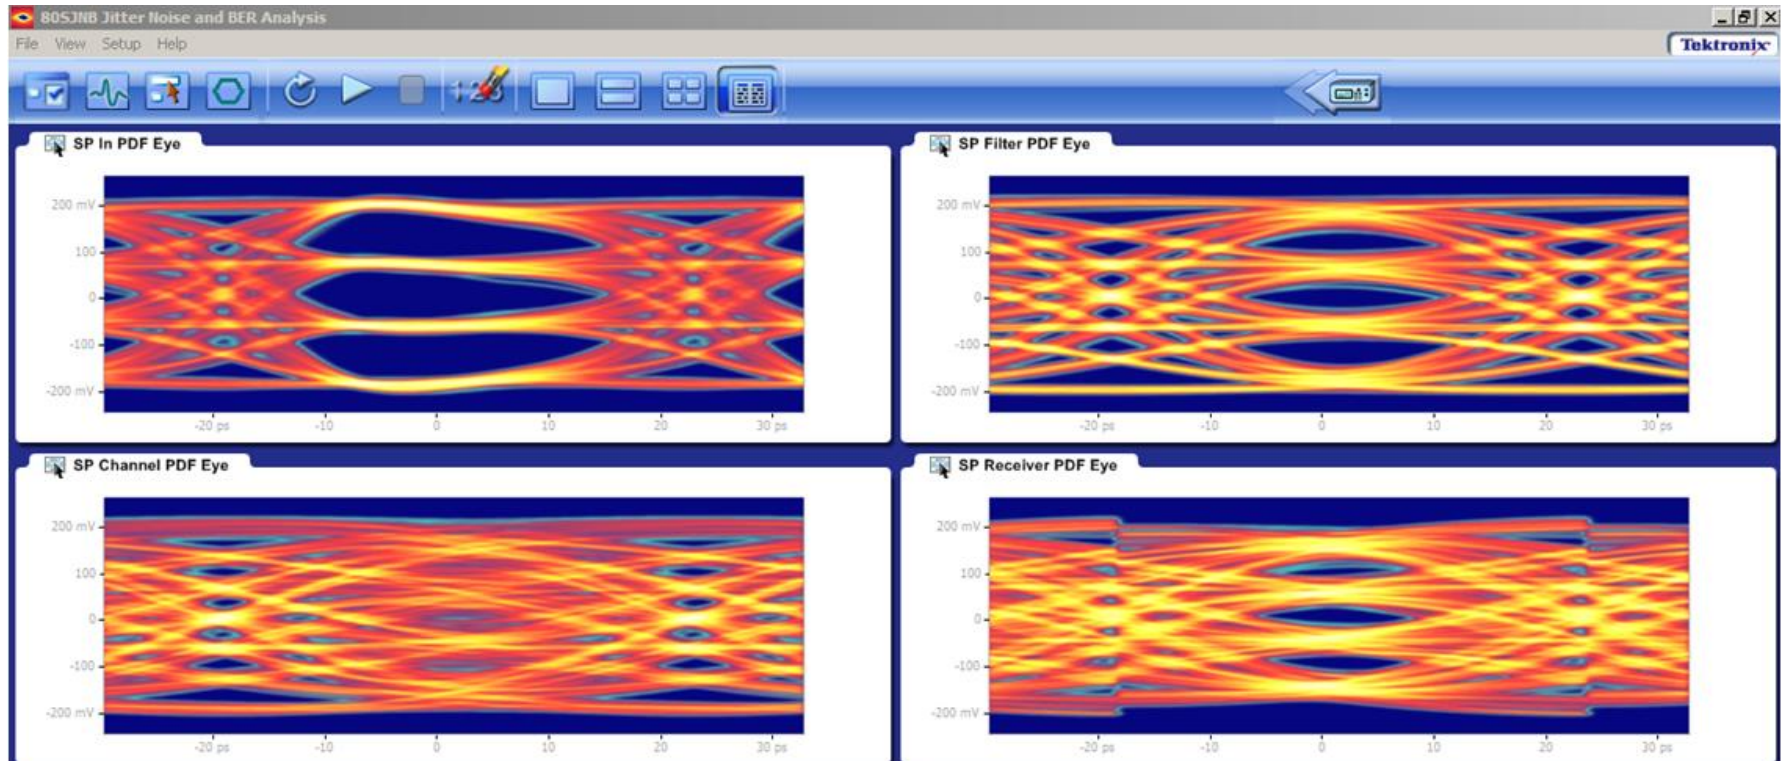 80SJNB Jitter Noise and BER Analysis
File View Setup Help
Tektronix
123
SP In PDF Eye
200 mV
100
0
-100
-200 mV
-20 ps -10 0 10 20 30 ps
SP Filter PDF Eye
200 mV
100
0
-100
-200 mV
-20 ps -10 0 10 20 30 ps
SP Channel PDF Eye
200 mV
100
0
-100
-200 mV
-20 ps -10 0 10 20 30 ps
SP Receiver PDF Eye
200 mV
100
0
-100
-200 mV
-20 ps -10 0 10 20 30 ps